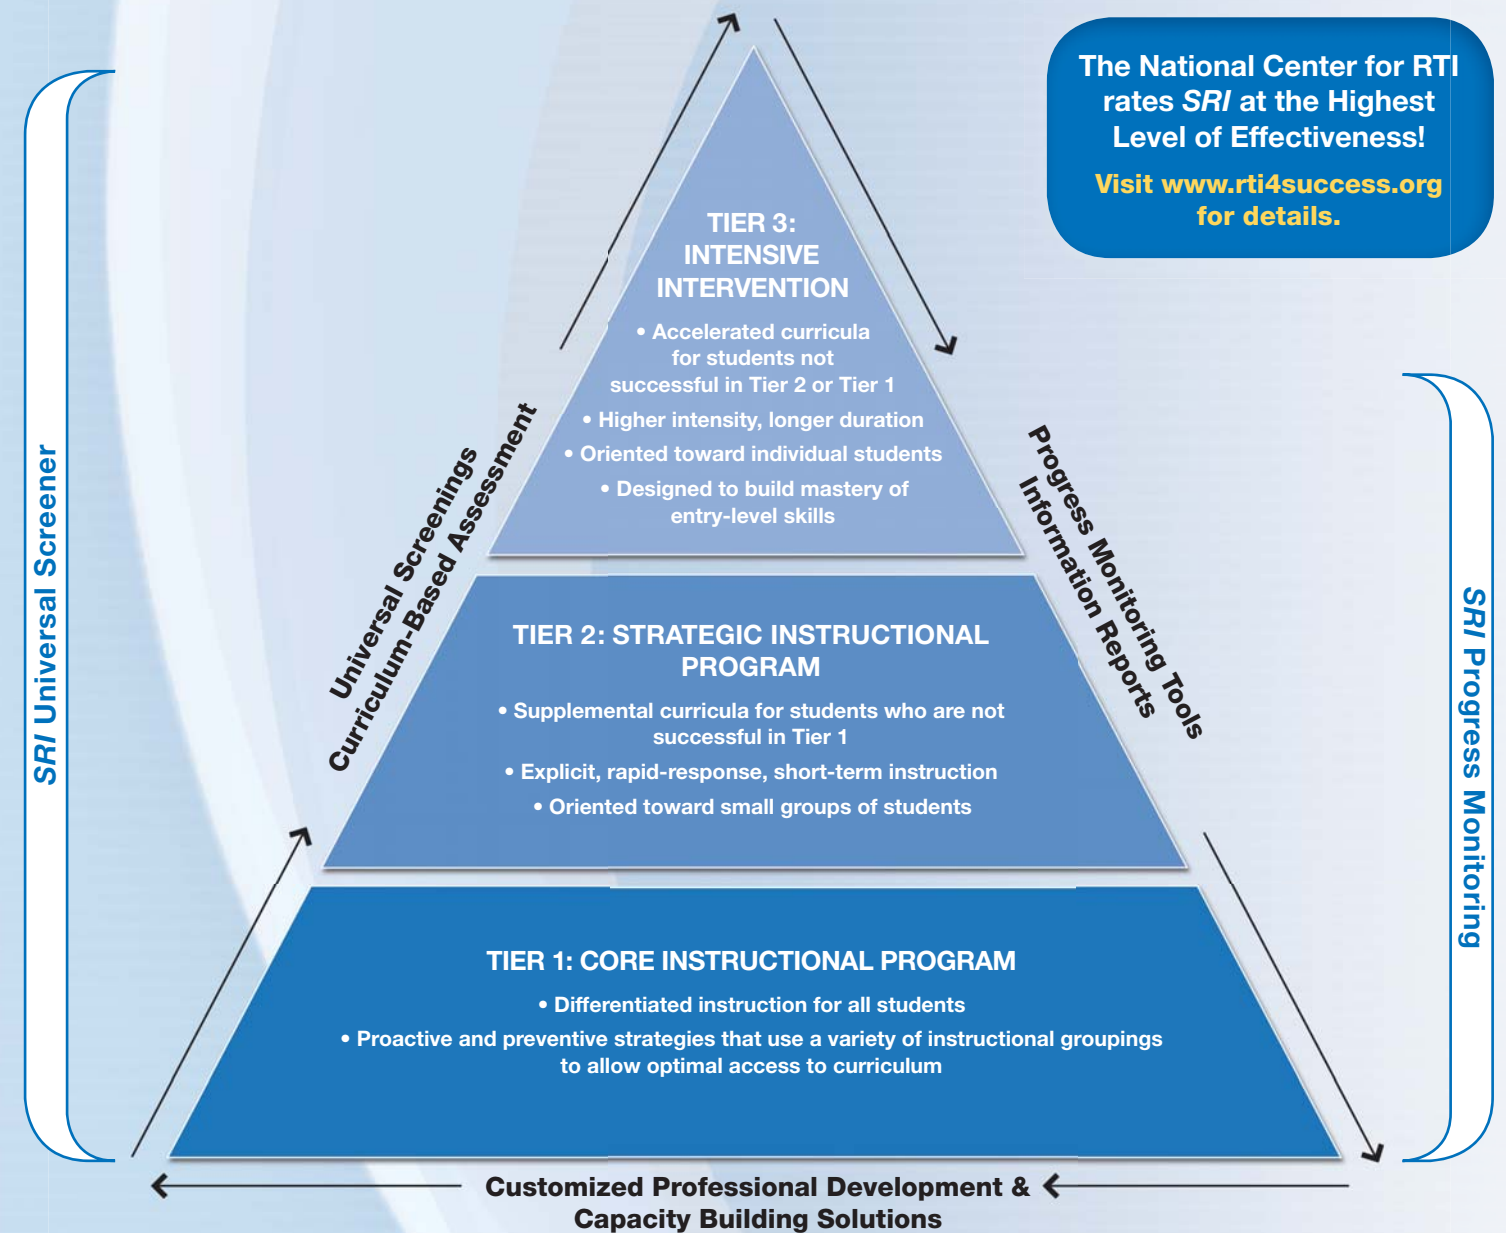 The National Center for RTI
rates SRI at the Highest
Level of Effectiveness!
Visit www.rti4success.org
for details.
SRI Universal Screener
Universal Screenings
Curriculum-Based Assessment
TIER 3:
INTENSIVE
INTERVENTION
• Accelerated curricula
for students not
successful in Tier 2 or Tier 1
• Higher intensity, longer duration
• Oriented toward individual students
• Designed to build mastery of
entry-level skills
Progress Monitoring Tools
Information Reports
SRI Progress Monitoring
TIER 2: STRATEGIC INSTRUCTIONAL
PROGRAM
• Supplemental curricula for students who are not
successful in Tier 1
• Explicit, rapid-response, short-term instruction
• Oriented toward small groups of students
TIER 1: CORE INSTRUCTIONAL PROGRAM
• Differentiated instruction for all students
• Proactive and preventive strategies that use a variety of instructional groupings
to allow optimal access to curriculum
Customized Professional Development &
Capacity Building Solutions